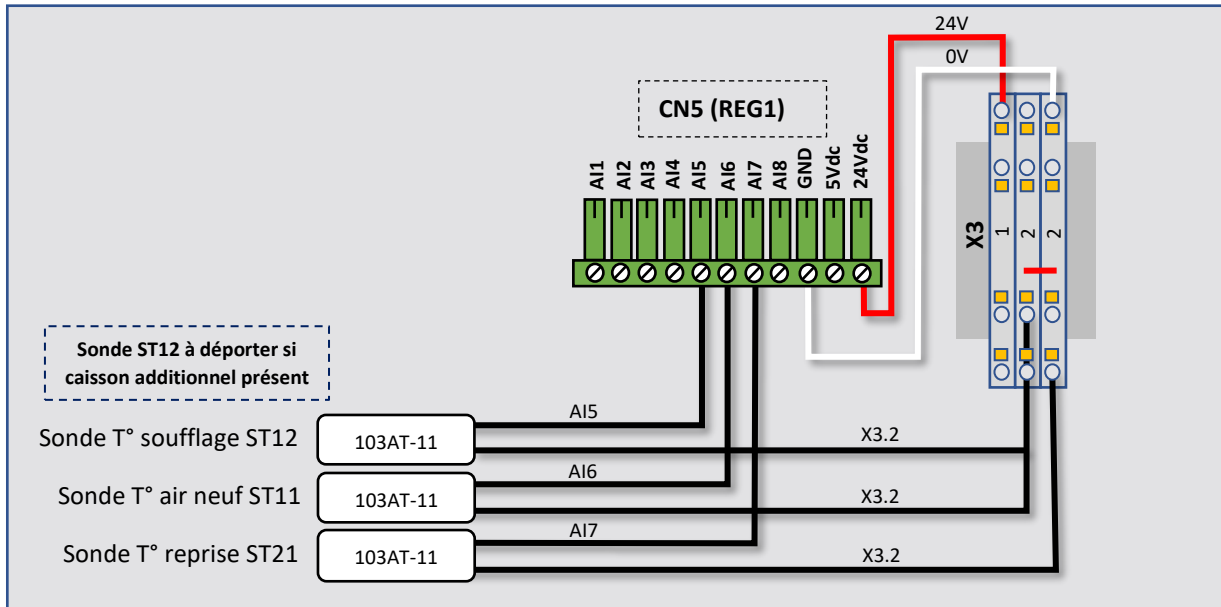 24V
0V
CN5 (REG1)
AI1
AI2
AI3
AI4
AI5
AI6
AI7
AI8
GND
5Vdc
24Vdc
X3
1
2
2
Sonde ST12 à déporter si
caisson additionnel présent
AI5
Sonde T° soufflage ST12
103AT-11
X3.2
AI6
Sonde T° air neuf ST11
103AT-11
X3.2
AI7
Sonde T° reprise ST21
103AT-11
X3.2